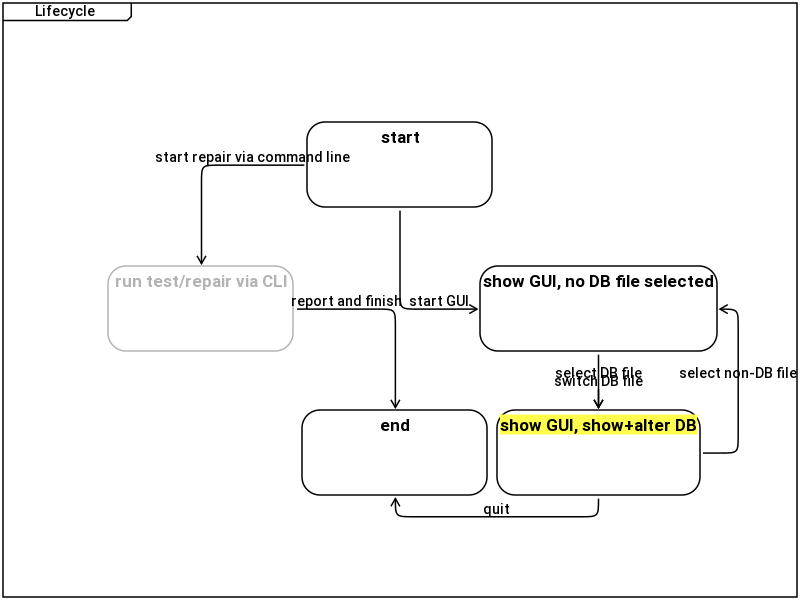 Lifecycle
start
start repair via command line
run test/repair via CLI
show GUI, no DB file selected
report and finish
start GUI
select DB file
switch DB file
select non-DB file
end
show GUI, show+alter DB
quit